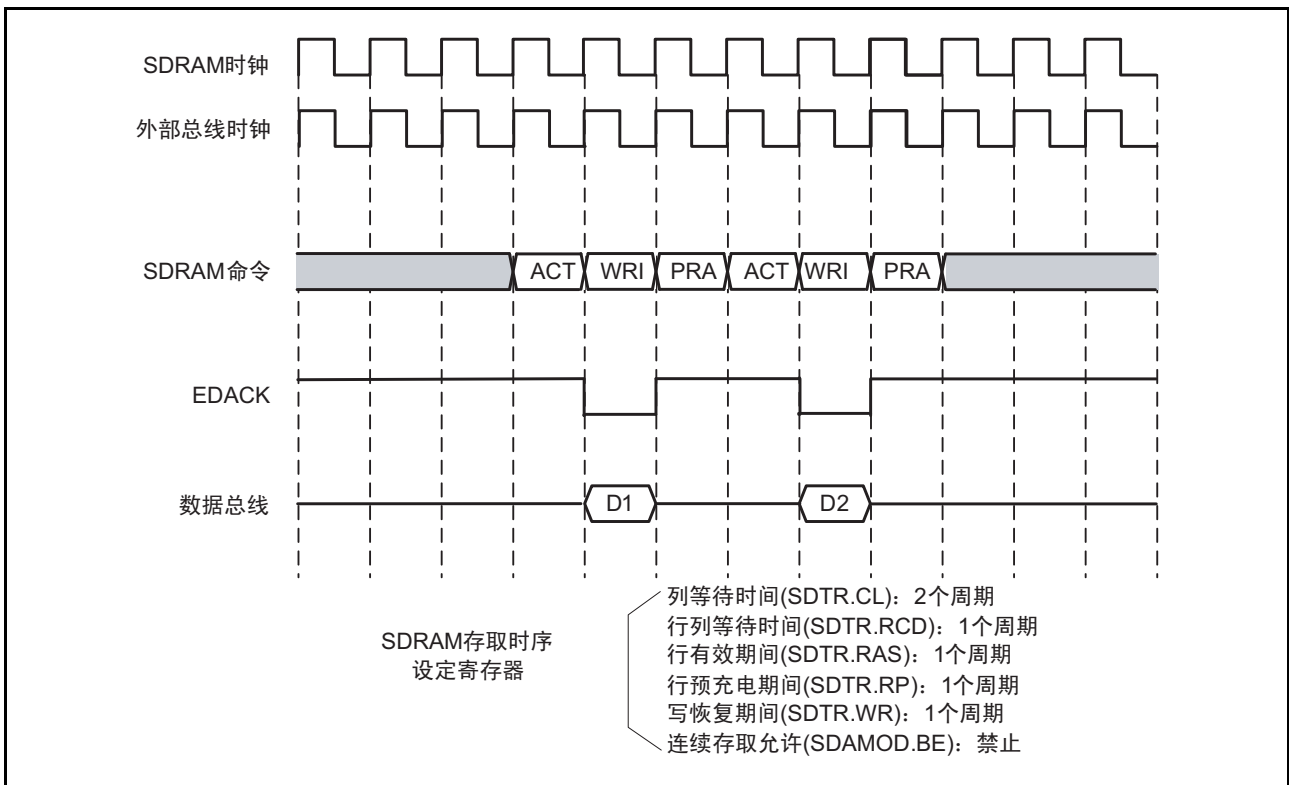 SDRAM时钟
外部总线时钟
SDRAM命令
ACT WRI PRA ACT WRI PRA
EDACK
数据总线
D1 D2
SDRAM存取时序
设定寄存器
列等待时间(SDTR.CL)：2个周期
行列等待时间(SDTR.RCD)：1个周期
行有效期间(SDTR.RAS)：1个周期
行预充电期间(SDTR.RP)：1个周期
写恢复期间(SDTR.WR)：1个周期
连续存取允许(SDAMOD.BE)：禁止